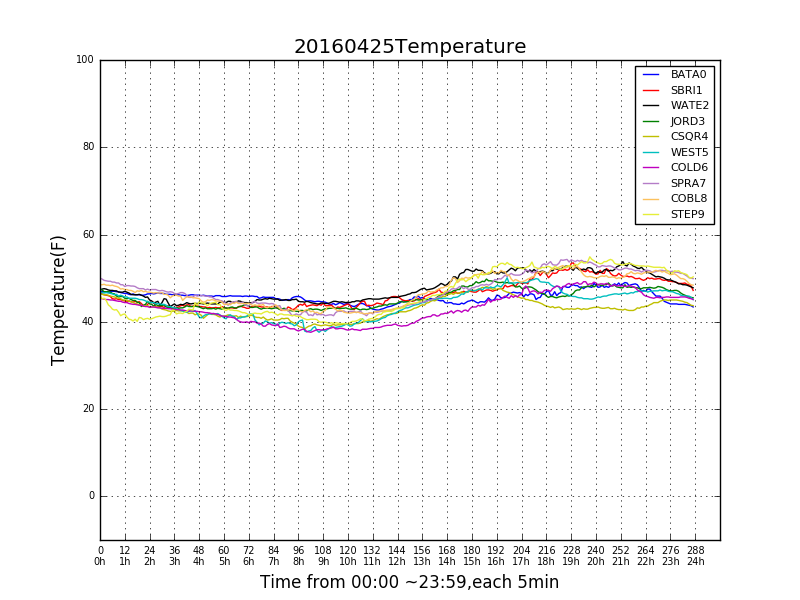 20160425Temperature
100
80
60
40
20
0
Temperature(F)
BATA0
SBRI1
WATE2
JORD3
CSQR4
WEST5
COLD6
SPRA7
COBL8
STEP9
0 12 24 36 48 60 72 84 96 108 120 132 144 156 168 180 192 204 216 228 240 252 264 276 288
0h 1h 2h 3h 4h 5h 6h 7h 8h 9h 10h 11h 12h 13h 14h 15h 16h 17h 18h 19h 20h 21h 22h 23h 24h
Time from 00:00 ~23:59,each 5min